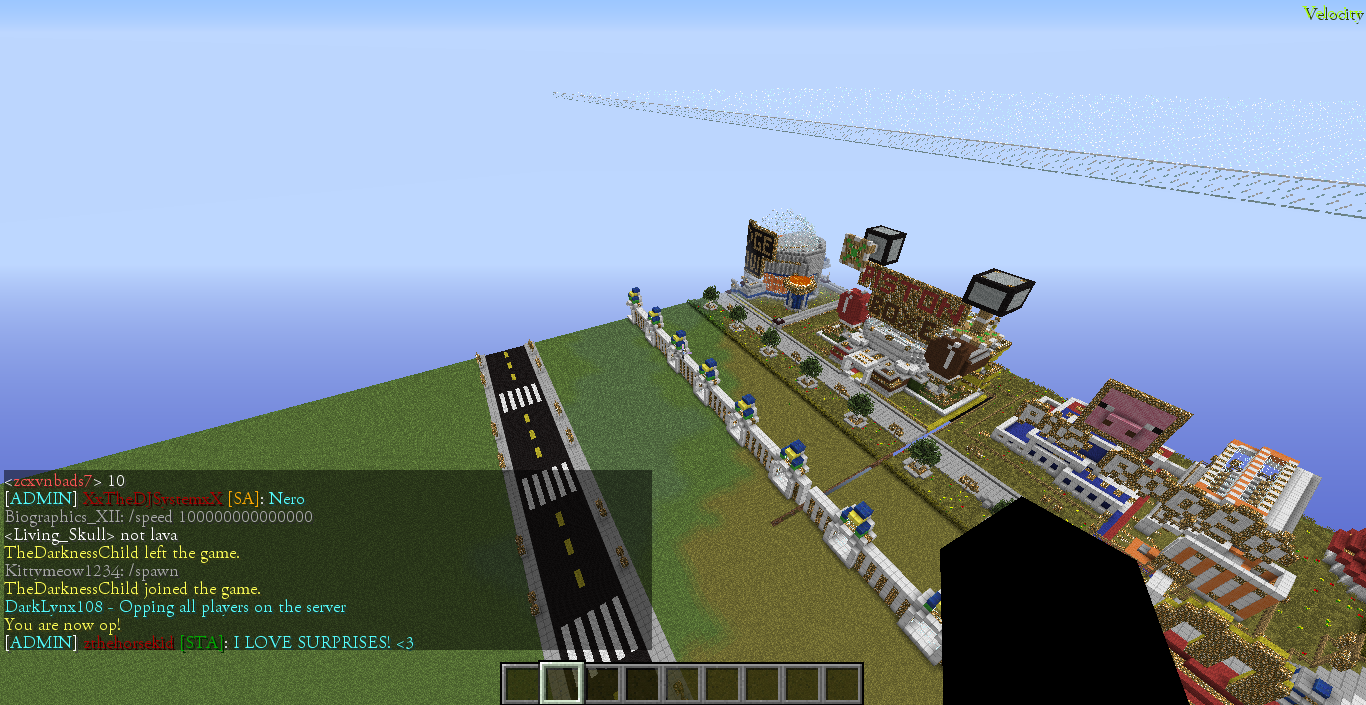 Velocity
<zcxvnbads7> 10
[ADMIN] XxTheDJSystemsX [SA]: Nero
Biographics_XII: /speed 100000000000000
<Living_Skull> not lava
TheDarknessChild left the game.
Kittymeow1234: /spawn
TheDarknessChild joined the game.
DarkLynx108 - Opping all players on the server
You are now op!
[ADMIN] [STA]: I LOVE SURPRISES! <3